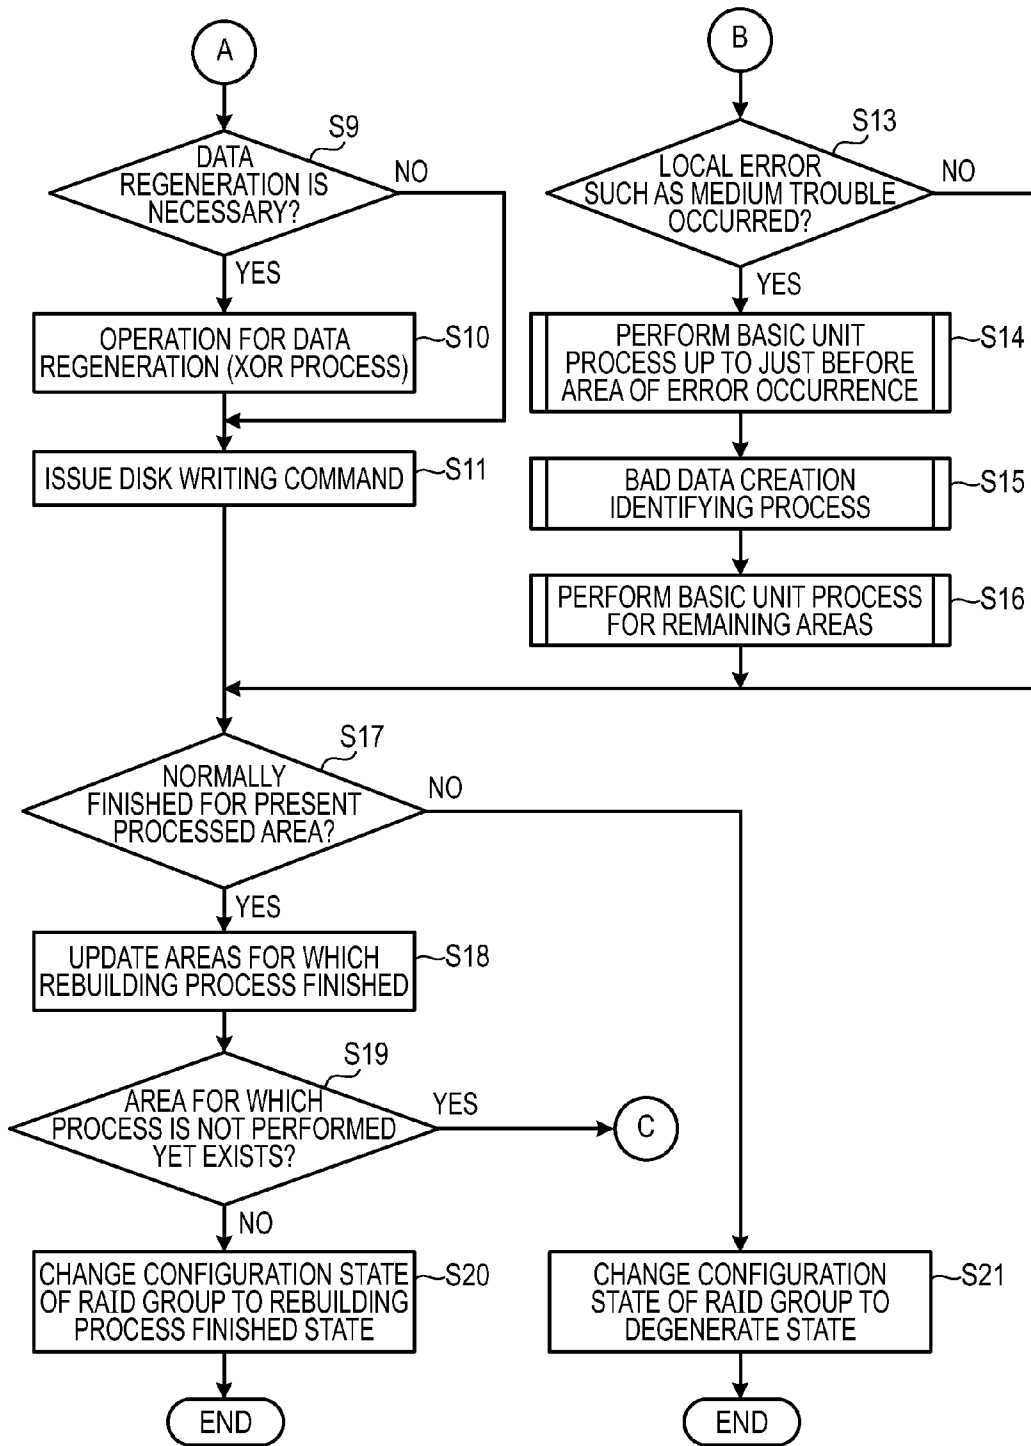 A
S9
DATA
REGENERATION IS
NECESSARY?
NO
YES
OPERATION FOR DATA
REGENERATION (XOR PROCESS)
S10
ISSUE DISK WRITING COMMAND
S11
B
S13
LOCAL ERROR
SUCH AS MEDIUM TROUBLE
OCCURRED?
NO
YES
PERFORM BASIC UNIT
PROCESS UP TO JUST BEFORE
AREA OF ERROR OCCURRENCE
S14
BAD DATA CREATION
IDENTIFYING PROCESS
S15
PERFORM BASIC UNIT PROCESS
FOR REMAINING AREAS
S16
S17
NORMALLY
FINISHED FOR PRESENT
PROCESSED AREA?
NO
YES
UPDATE AREAS FOR WHICH
REBUILDING PROCESS FINISHED
S18
S19
AREA FOR WHICH
PROCESS IS NOT PERFORMED
YET EXISTS?
YES
C
NO
CHANGE CONFIGURATION STATE
OF RAID GROUP TO REBUILDING
PROCESS FINISHED STATE
S20
END
CHANGE CONFIGURATION
STATE OF RAID GROUP TO
DEGENERATE STATE
S21
END